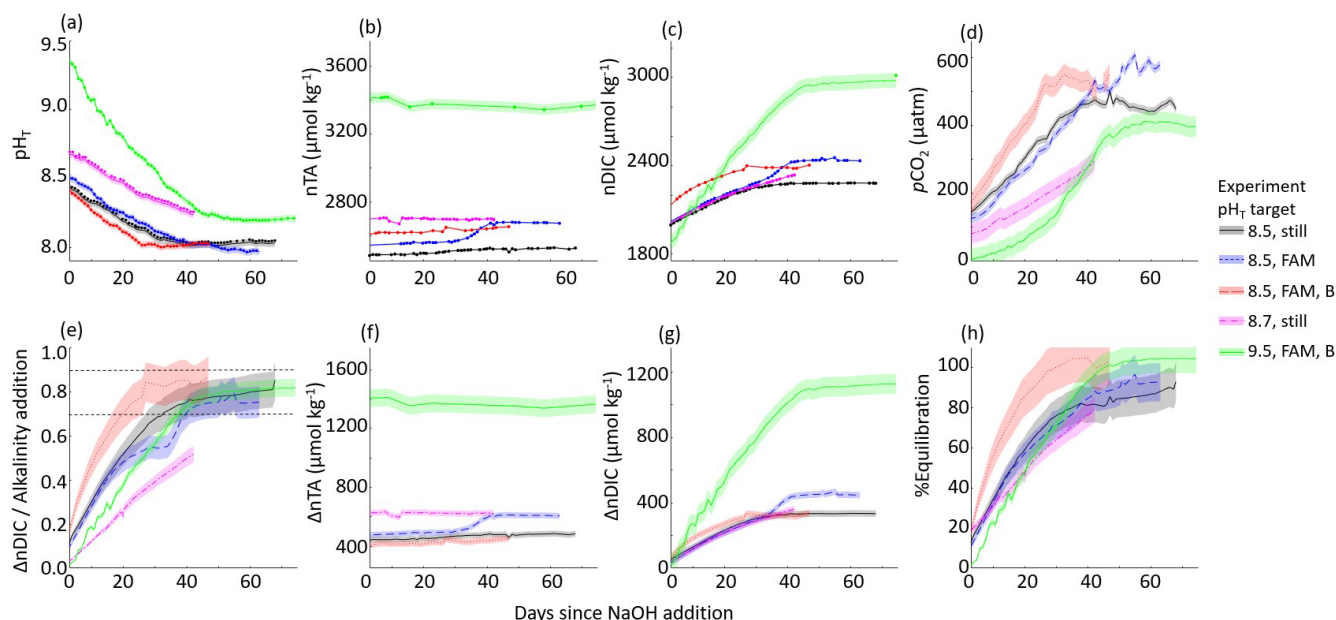 (a)
(b)
(c)
(d)
9.5
9.0
8.5
8.0
pH_T
0 20 40 60
3600
3200
2800
nTA (µmol kg⁻¹)
0 20 40 60
3000
2400
1800
nDIC (µmol kg⁻¹)
0 20 40 60
600
400
200
0
pCO₂ (µatm)
0 20 40 60
Experiment
pH_T target
8.5, still
8.5, FAM
8.5, FAM, B
8.7, still
9.5, FAM, B
(e)
(f)
(g)
(h)
1.0
0.8
0.6
0.4
0.2
0.0
ΔnDIC / Alkalinity addition
0 20 40 60
1600
1200
800
400
ΔnTA (µmol kg⁻¹)
0 20 40 60
1200
800
400
0
ΔnDIC (µmol kg⁻¹)
0 20 40 60
100
80
60
40
20
0
%Equilibration
0 20 40 60
Days since NaOH addition